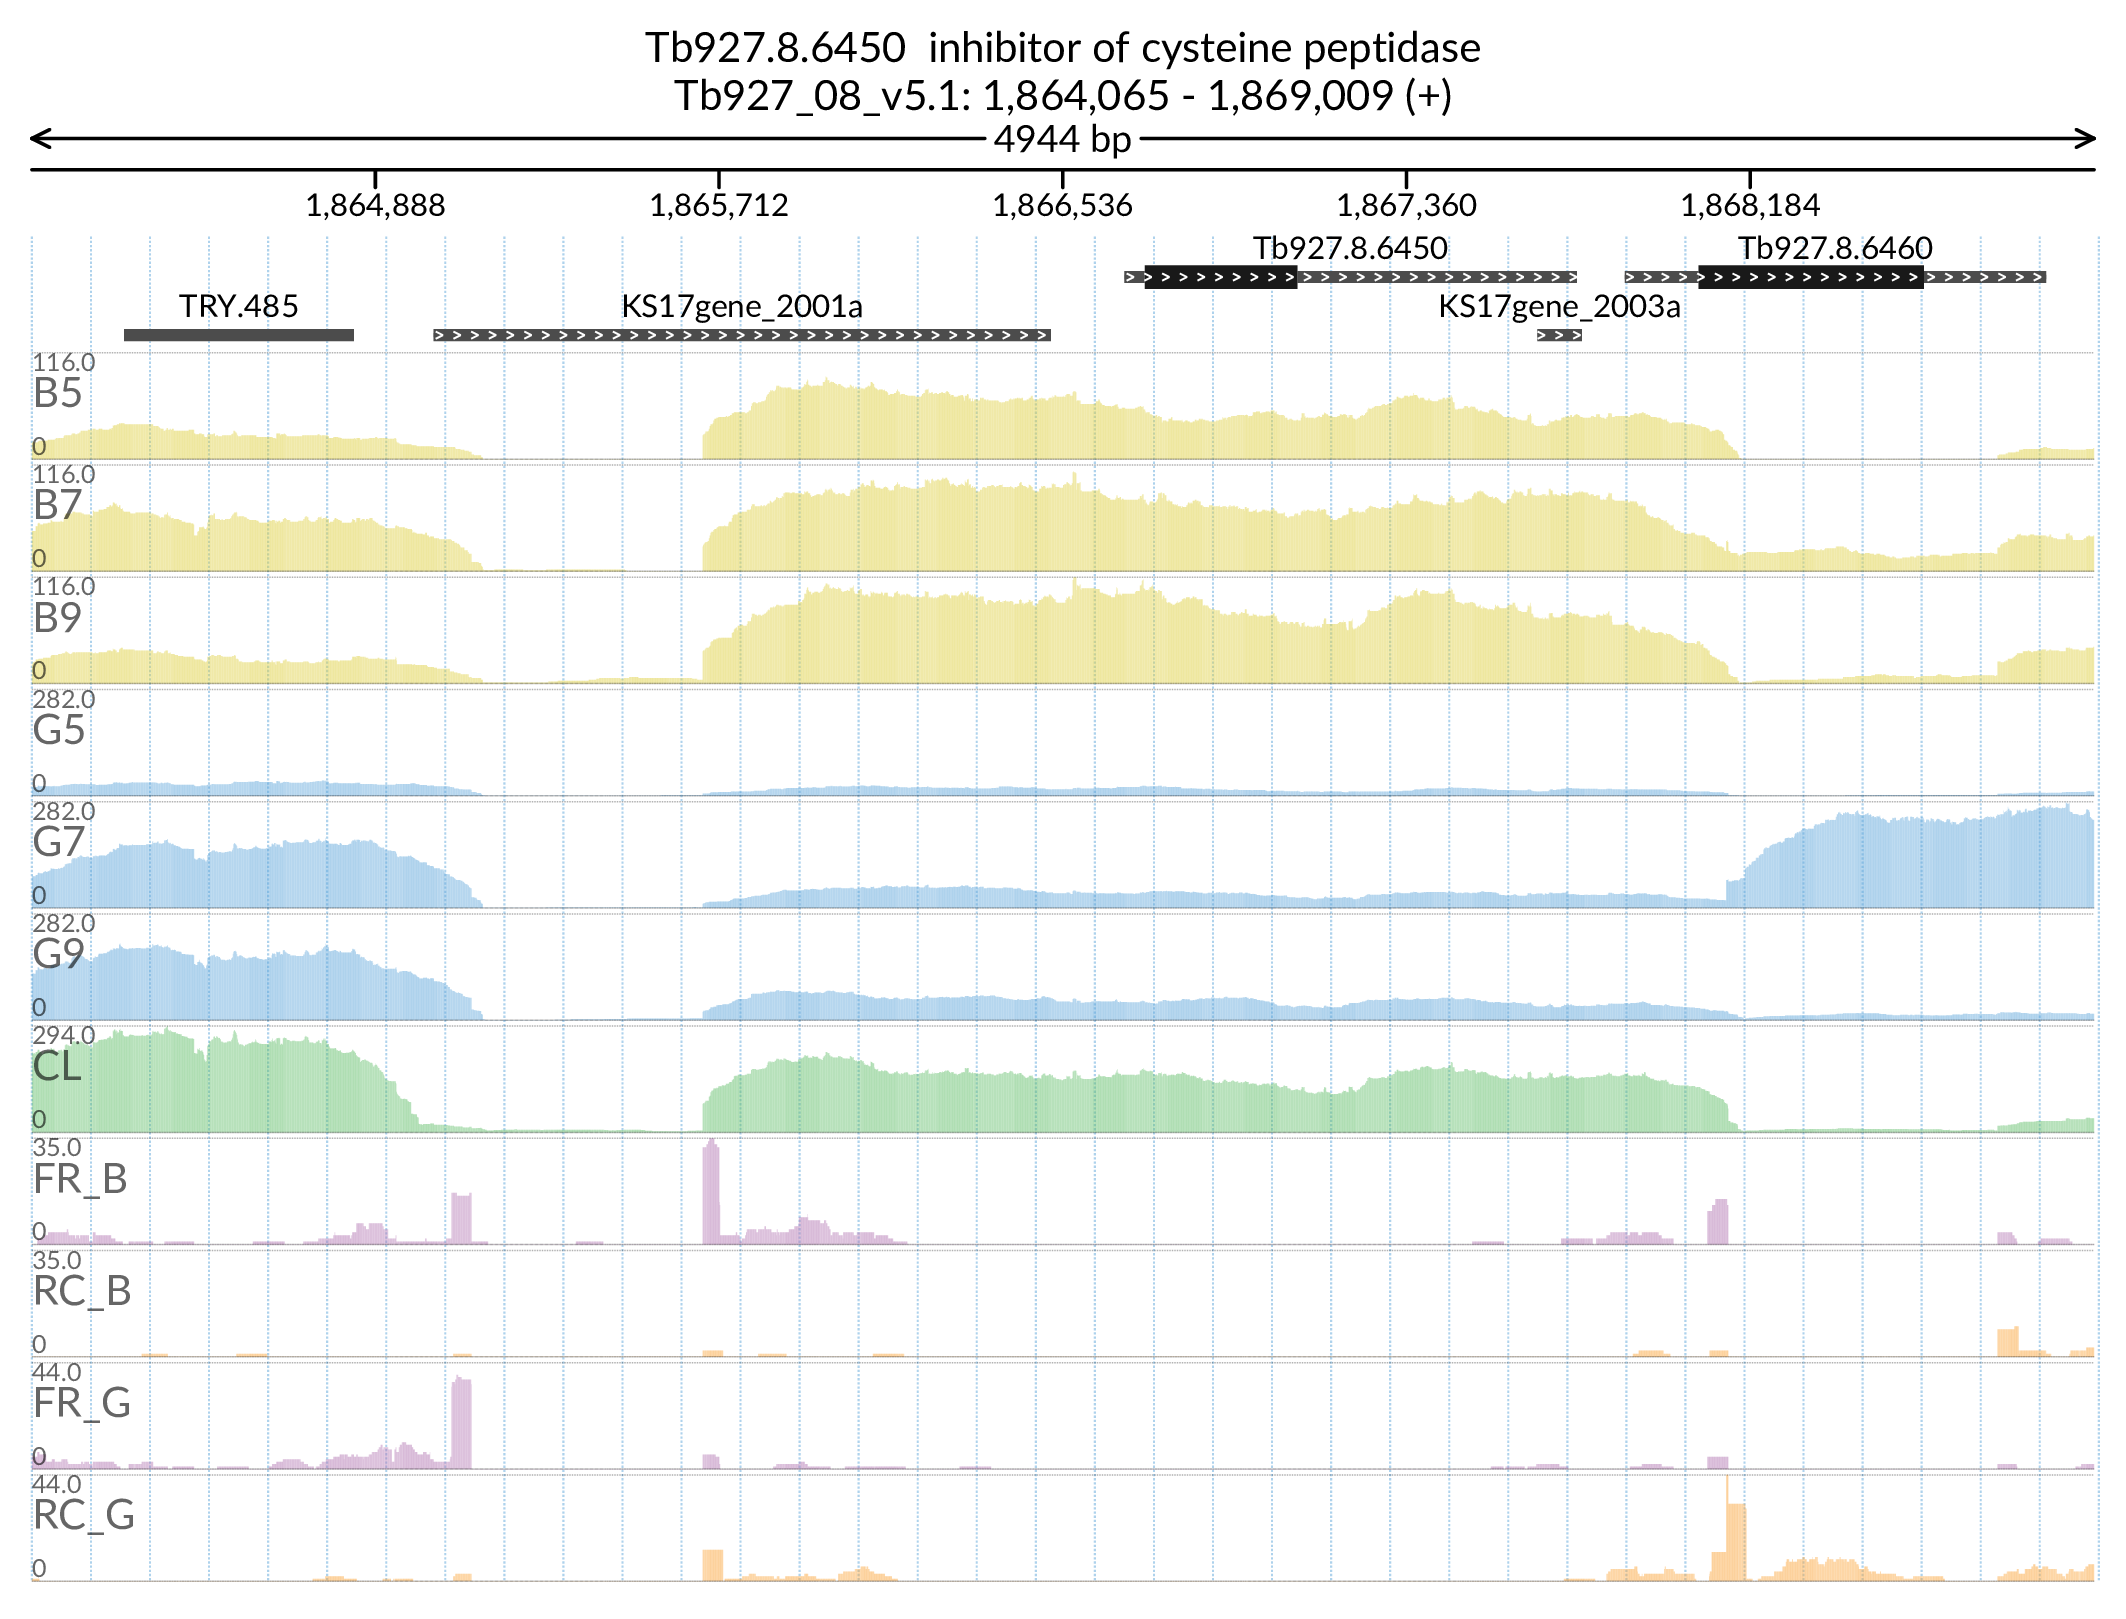 Tb927.8.6450  inhibitor of cysteine peptidase
Tb927_08_v5.1: 1,864,065 - 1,869,009 (+)
4944 bp
1,864,888 1,865,712 1,866,536 1,867,360 1,868,184
Tb927.8.6450 Tb927.8.6460
TRY.485 KS17gene_2001a KS17gene_2003a
116.0
B5
0
116.0
B7
0
116.0
B9
0
282.0
G5
0
282.0
G7
0
282.0
G9
0
294.0
CL
0
35.0
FR_B
0
35.0
RC_B
0
44.0
FR_G
0
44.0
RC_G
0